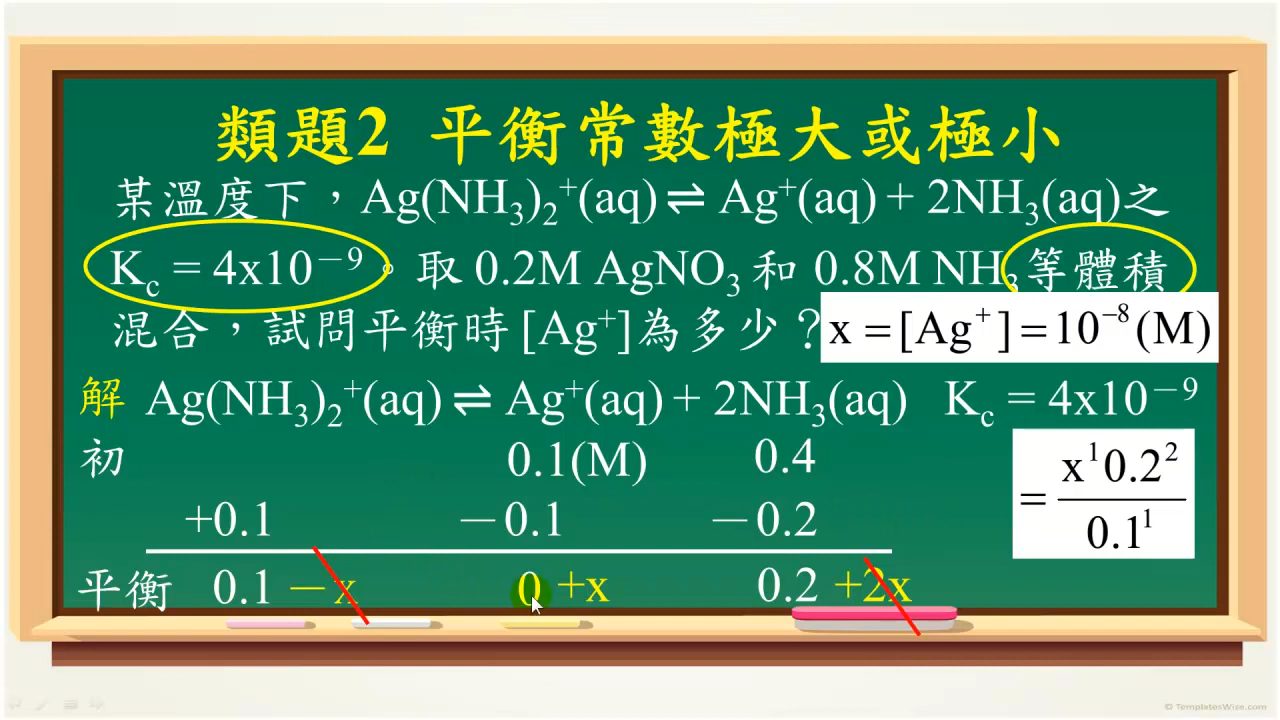 類題2 平衡常數極大或極小
某溫度下，Ag(NH₃)₂⁺(aq) ⇌ Ag⁺(aq) + 2NH₃(aq)之
K_c = 4x10⁻⁹。取 0.2M AgNO₃ 和 0.8M NH₃等體積
混合，試問平衡時 [Ag⁺]為多少？ x = [Ag⁺] = 10⁻⁸ (M)
解 Ag(NH₃)₂⁺(aq) ⇌ Ag⁺(aq) + 2NH₃(aq) K_c = 4x10⁻⁹
初 0.1(M) 0.4
= x¹0.2² / 0.1¹
+0.1 －0.1 －0.2
平衡 0.1 －x 0 +x 0.2 +2x
© TemplatesWise.com